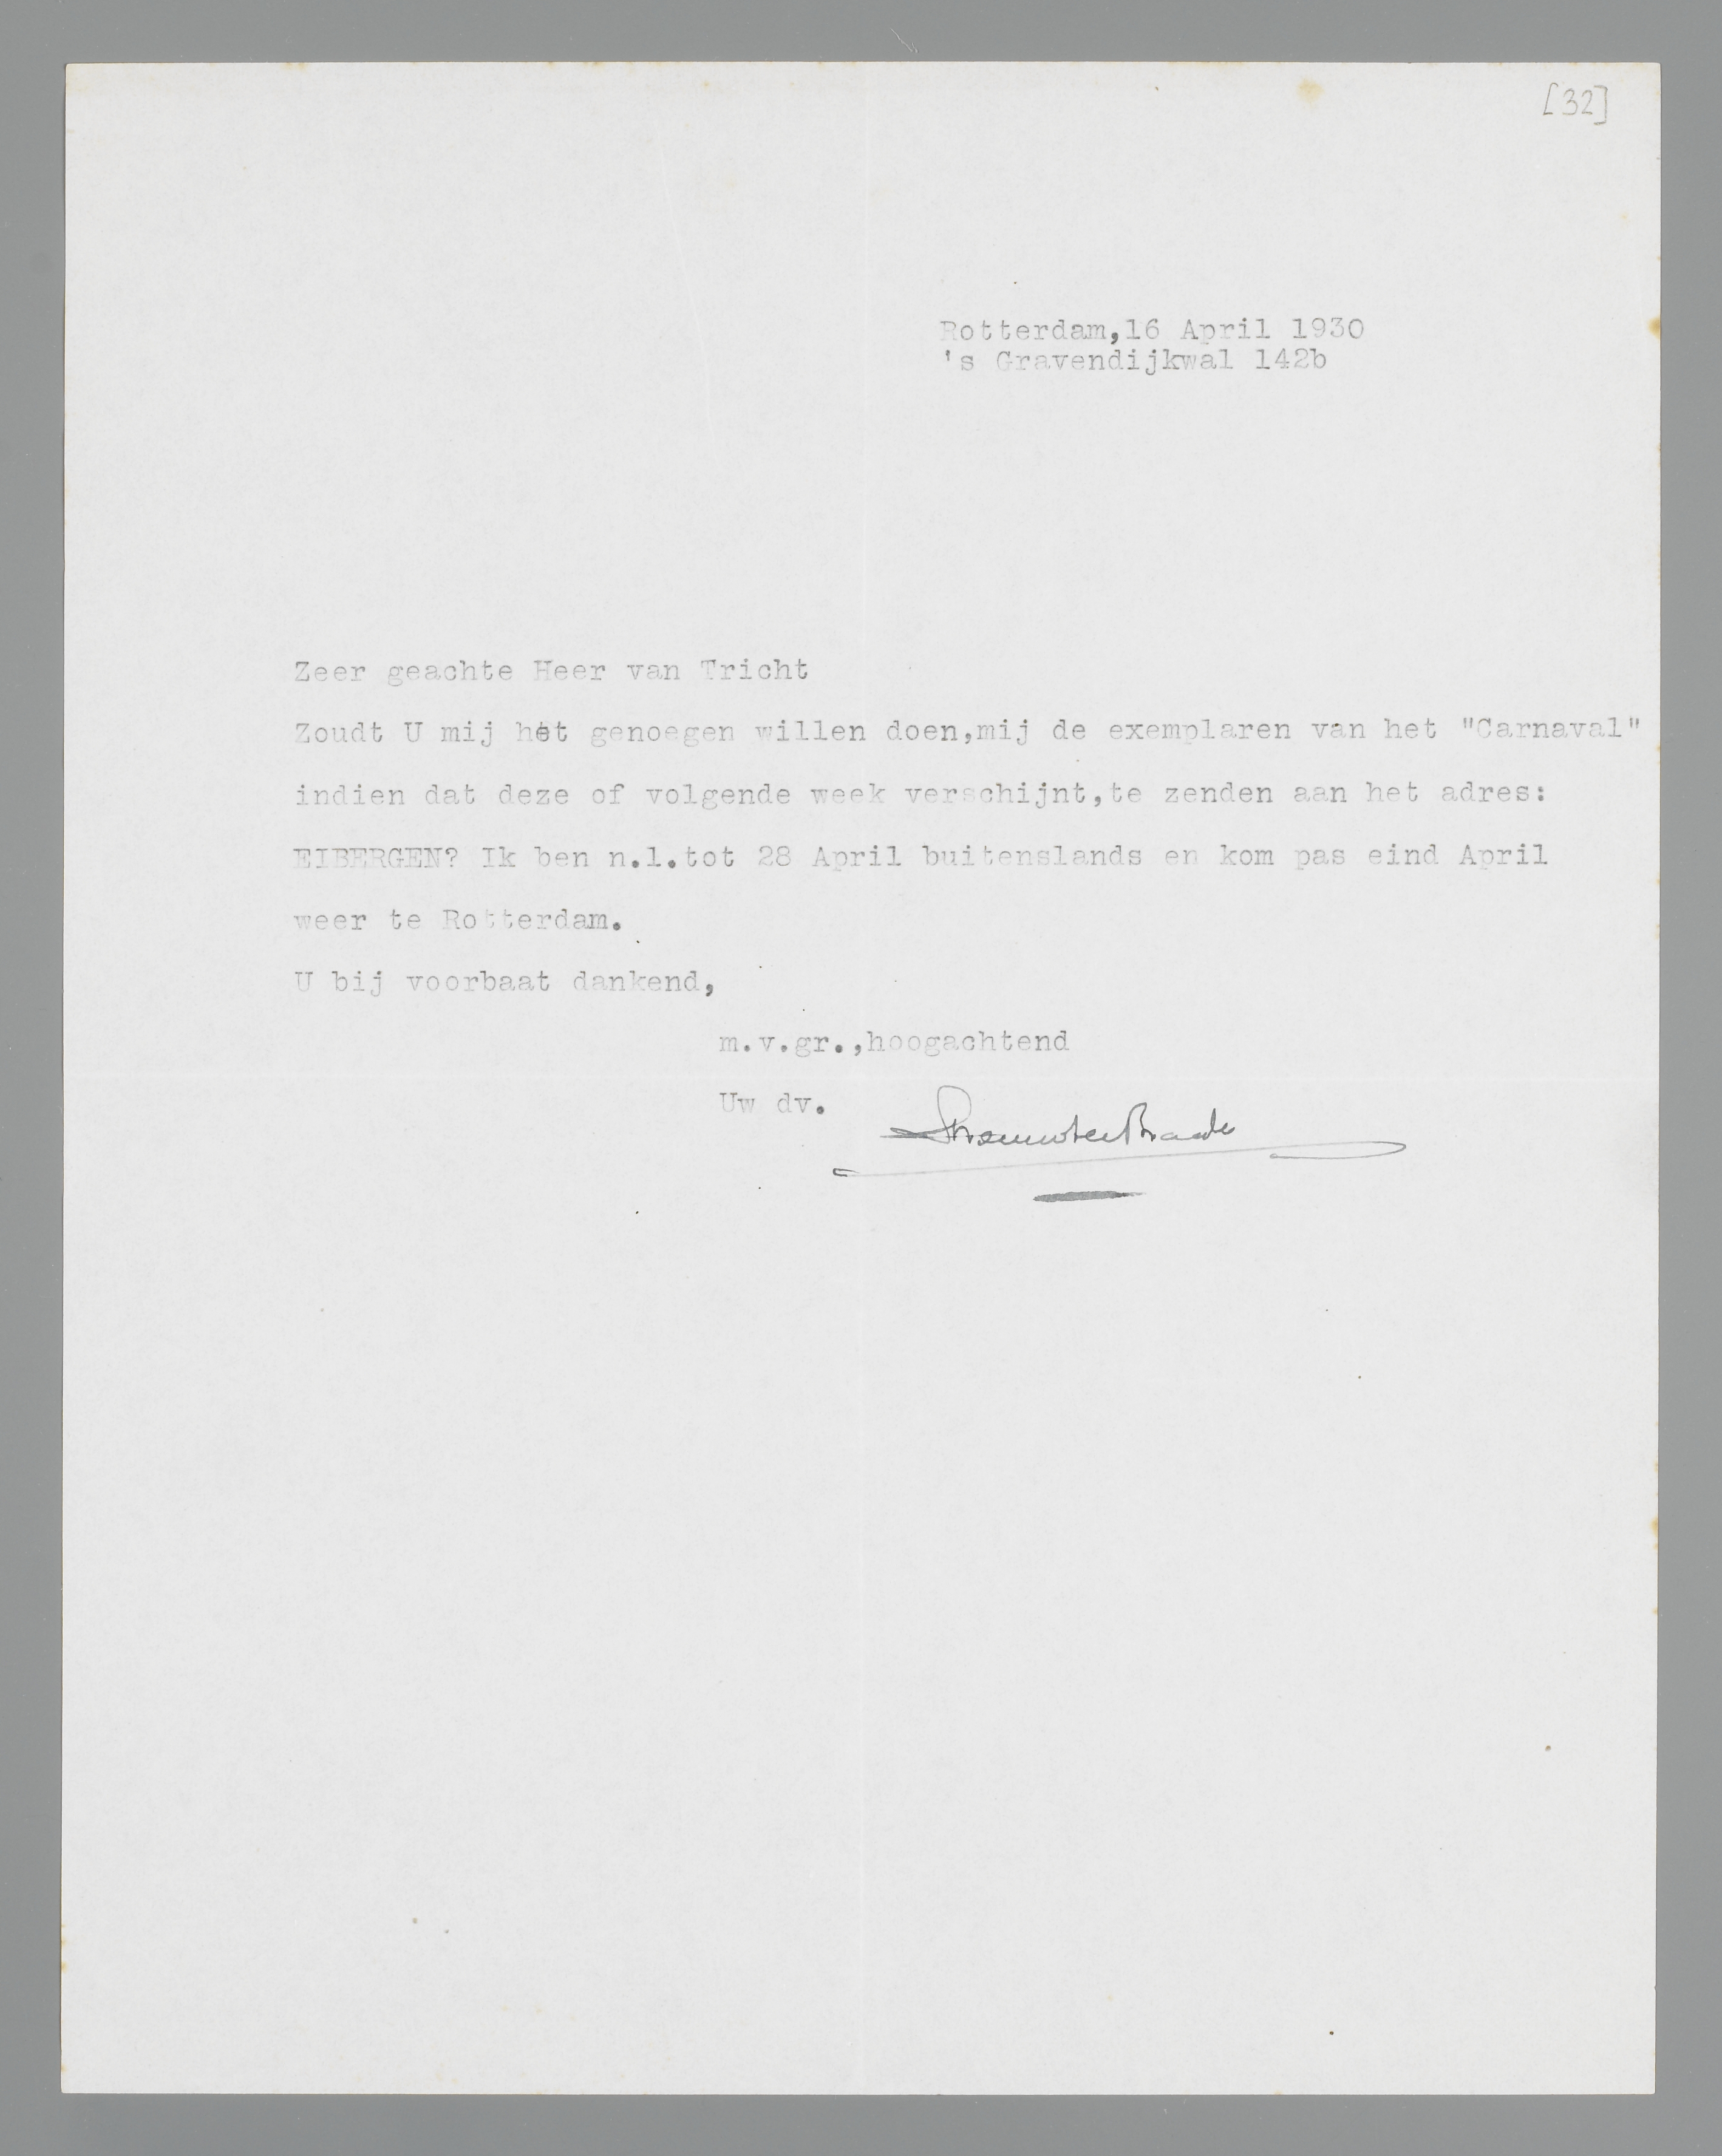 [32]
Rotterdam,16 April 1930
's Gravendijkwal 142b
Zeer geachte Heer van Tricht
Zoudt U mij het genoegen willen doen,mij de exemplaren van het "Carnaval"
indien dat deze of volgende week verschijnt,te zenden aan het adres:
EIBERGEN? Ik ben n.l.tot 28 April buitenslands en kom pas eind April
weer te Rotterdam.
U bij voorbaat dankend,
m.v.gr.,hoogachtend
Uw dv.